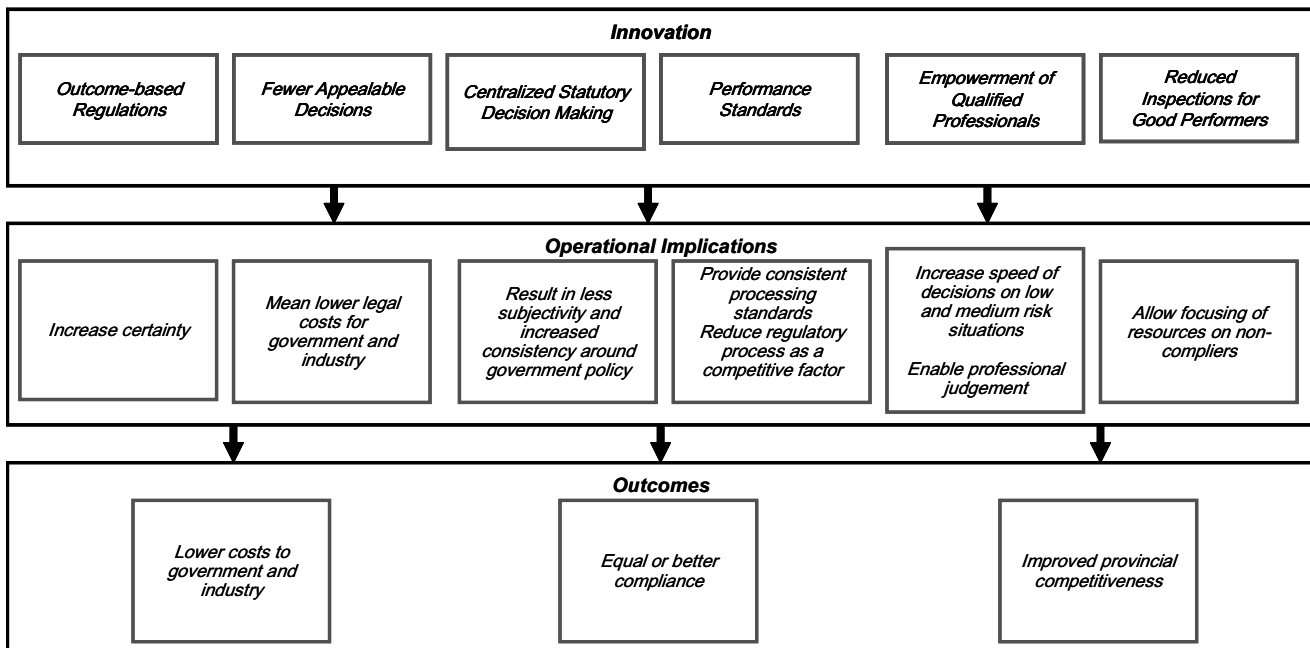 Innovation
Outcome-based
Regulations
Fewer Appealable
Decisions
Centralized Statutory
Decision Making
Performance
Standards
Empowerment of
Qualified
Professionals
Reduced
Inspections for
Good Performers
Operational Implications
Increase certainty
Mean lower legal
costs for
government and
industry
Result in less
subjectivity and
increased
consistency around
government policy
Provide consistent
processing
standards
Reduce regulatory
process as a
competitive factor
Increase speed of
decisions on low
and medium risk
situations
Enable professional
judgement
Allow focusing of
resources on non-
compliers
Outcomes
Lower costs to
government and
industry
Equal or better
compliance
Improved provincial
competitiveness